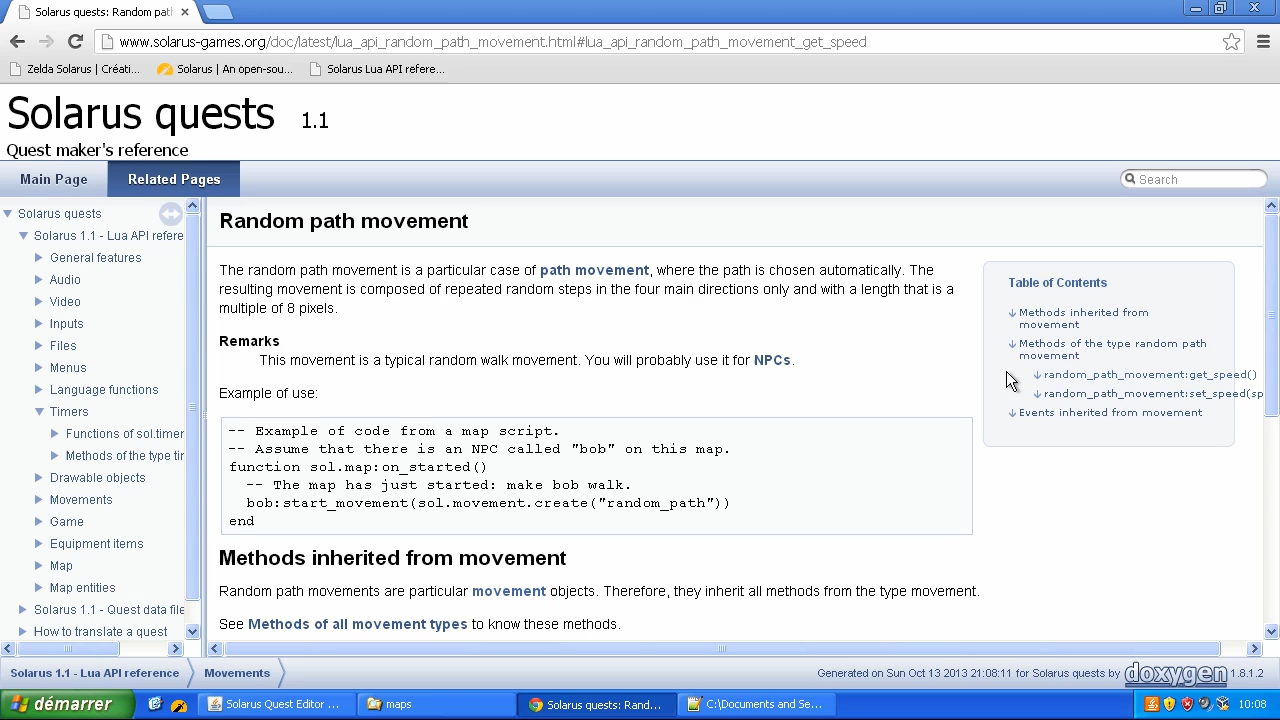 Solarus quests: Random pat
www.solarus-games.org/doc/latest/lua_api_random_path_movement.html#lua_api_random_path_movement_get_speed
Zelda Solarus | Créati...
Solarus | An open-sou...
Solarus Lua API refere...
Solarus quests 1.1
Quest maker's reference
Main Page
Related Pages
Search
Solarus quests
Solarus 1.1 - Lua API refere
General features
Audio
Video
Inputs
Files
Menus
Language functions
Timers
Functions of sol.timer
Methods of the type tir
Drawable objects
Movements
Game
Equipment items
Map
Map entities
Solarus 1.1 - Quest data file
How to translate a quest
Random path movement
The random path movement is a particular case of path movement, where the path is chosen automatically. The
resulting movement is composed of repeated random steps in the four main directions only and with a length that is a
multiple of 8 pixels.
Remarks
This movement is a typical random walk movement. You will probably use it for NPCs.
Example of use:
-- Example of code from a map script.
-- Assume that there is an NPC called "bob" on this map.
function sol.map:on_started()
-- The map has just started: make bob walk.
bob:start_movement(sol.movement.create("random_path"))
end
Methods inherited from movement
Random path movements are particular movement objects. Therefore, they inherit all methods from the type movement.
See Methods of all movement types to know these methods.
Table of Contents
Methods inherited from
movement
Methods of the type random path
movement
random_path_movement:get_speed()
random_path_movement:set_speed(sp
Events inherited from movement
Solarus 1.1 - Lua API reference
Movements
Generated on Sun Oct 13 2013 21:08:11 for Solarus quests by doxygen 1.8.1.2
démarrer
Solarus Quest Editor ...
maps
Solarus quests: Rand...
C:\Documents and Se...
10:08